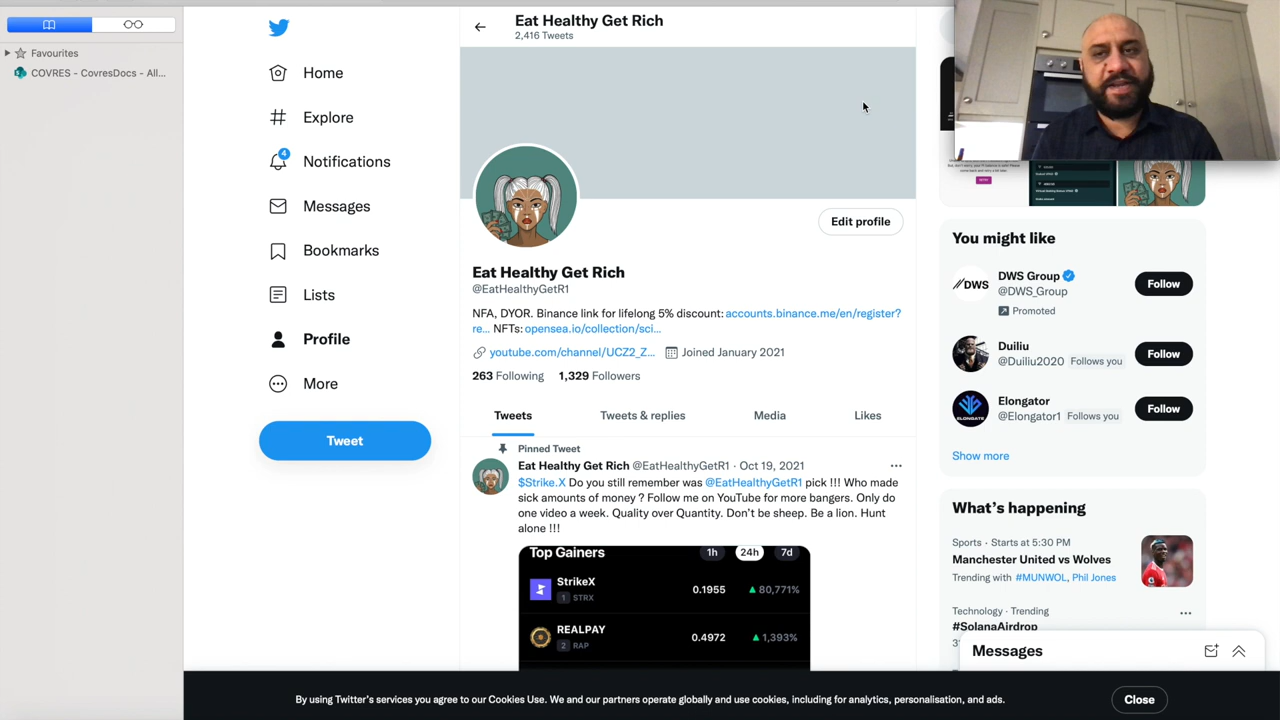 Favourites
COVRES - CovresDocs - All...
Home
Explore
4
Notifications
Messages
Bookmarks
Lists
Profile
More
Tweet
Eat Healthy Get Rich
2,416 Tweets
Edit profile
Eat Healthy Get Rich
@EatHealthyGetR1
NFA, DYOR. Binance link for lifelong 5% discount: accounts.binance.me/en/register?
re... NFTs: opensea.io/collection/sci...
youtube.com/channel/UCZ2_Z... Joined January 2021
263 Following 1,329 Followers
Tweets Tweets & replies Media Likes
Pinned Tweet
Eat Healthy Get Rich @EatHealthyGetR1 · Oct 19, 2021
$Strike.X Do you still remember was @EatHealthyGetR1 pick !!! Who made
sick amounts of money ? Follow me on YouTube for more bangers. Only do
one video a week. Quality over Quantity. Don't be sheep. Be a lion. Hunt
alone !!!
Top Gainers 1h 24h 7d
StrikeX 0.1955 ▲ 80,771%
1 STRX
REALPAY 0.4972 ▲ 1,393%
2 RAP
You might like
DWS Group
//DWS
@DWS_Group
Promoted
Follow
Duiliu
@Duiliu2020 Follows you
Follow
Elongator
@Elongator1 Follows you
Follow
Show more
What's happening
Sports · Starts at 5:30 PM
Manchester United vs Wolves
Trending with #MUNWOL, Phil Jones
Technology · Trending
#SolanaAirdrop
Messages
By using Twitter's services you agree to our Cookies Use. We and our partners operate globally and use cookies, including for analytics, personalisation, and ads.
Close